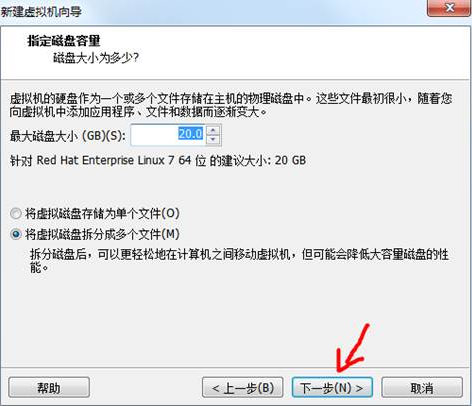 新建虚拟机向导
指定磁盘容量
磁盘大小为多少?
虚拟机的硬盘作为一个或多个文件存储在主机的物理磁盘中。这些文件最初很小，随着您
向虚拟机中添加应用程序、文件和数据而逐渐变大。
最大磁盘大小 (GB)(S): 20.0
针对 Red Hat Enterprise Linux 7 64 位 的建议大小: 20 GB
将虚拟磁盘存储为单个文件(O)
将虚拟磁盘拆分成多个文件(M)
拆分磁盘后，可以更轻松地在计算机之间移动虚拟机，但可能会降低大容量磁盘的性
能。
帮助 < 上一步(B) 下一步(N) > 取消